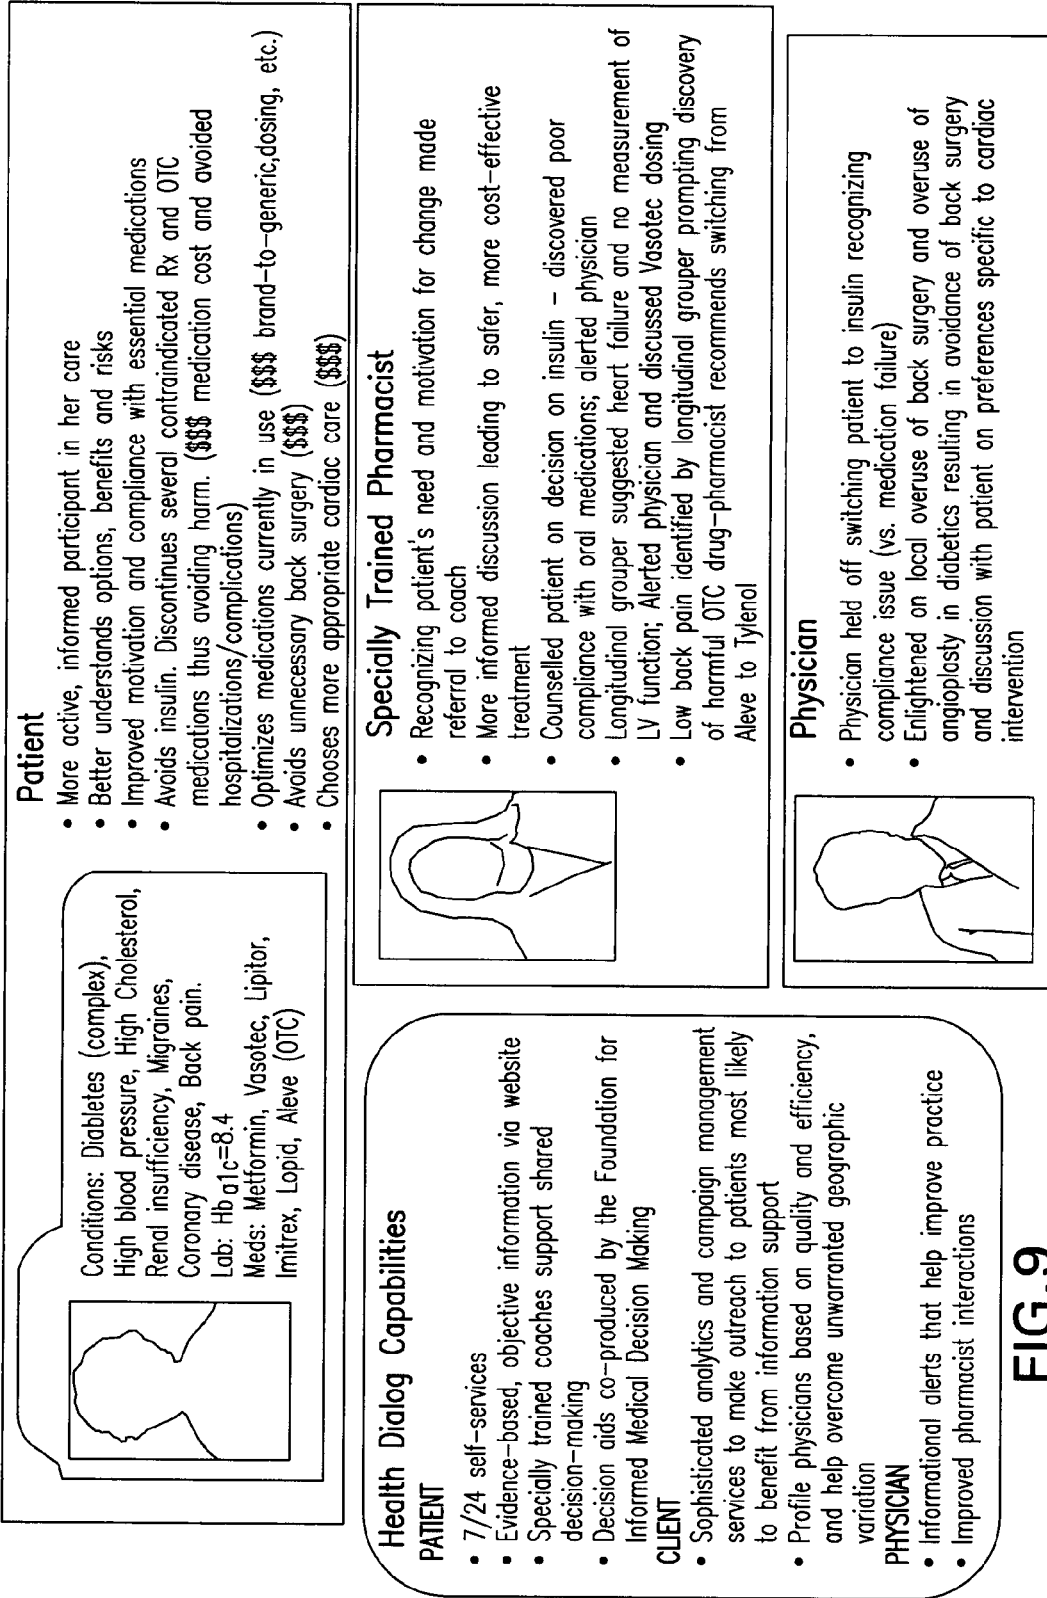 Conditions: Diabletes (complex),
High blood pressure, High Cholesterol,
Renal insufficiency, Migraines,
Coronary disease, Back pain.
Lab: Hba1c=8.4
Meds: Metformin, Vasotec, Lipitor,
Imitrex, Lopid, Aleve (OTC)
Patient
• More active, informed participant in her care
• Better understands options, benefits and risks
• Improved motivation and compliance with essential medications
• Avoids insulin. Discontinues several contraindicated Rx and OTC
medications thus avoiding harm. ($$$ medication cost and avoided
hospitalizations/complications)
• Optimizes medications currently in use ($$$ brand-to-generic,dosing, etc.)
• Avoids unnecessary back surgery ($$$)
• Chooses more appropriate cardiac care ($$$)
Health Dialog Capabilities
PATIENT
• 7/24 self-services
• Evidence-based, objective information via website
• Specially trained coaches support shared
decision-making
• Decision aids co-produced by the Foundation for
Informed Medical Decision Making
CLIENT
• Sophisticated analytics and campaign management
services to make outreach to patients most likely
to benefit from information support
• Profile physicians based on quality and efficiency,
and help overcome unwarranted geographic
variation
PHYSICIAN
• Informational alerts that help improve practice
• Improved pharmacist interactions
Specially Trained Pharmacist
• Recognizing patient's need and motivation for change made
referral to coach
• More informed discussion leading to safer, more cost-effective
treatment
• Counselled patient on decision on insulin - discovered poor
compliance with oral medications; alerted physician
• Longitudinal grouper suggested heart failure and no measurement of
LV function; Alerted physician and discussed Vasotec dosing
• Low back pain identified by longitudinal grouper prompting discovery
of harmful OTC drug-pharmacist recommends switching from
Aleve to Tylenol
Physician
• Physician held off switching patient to insulin recognizing
compliance issue (vs. medication failure)
• Enlightened on local overuse of back surgery and overuse of
angioplasty in diabetics resulting in avoidance of back surgery
and discussion with patient on preferences specific to cardiac
intervention
FIG.9